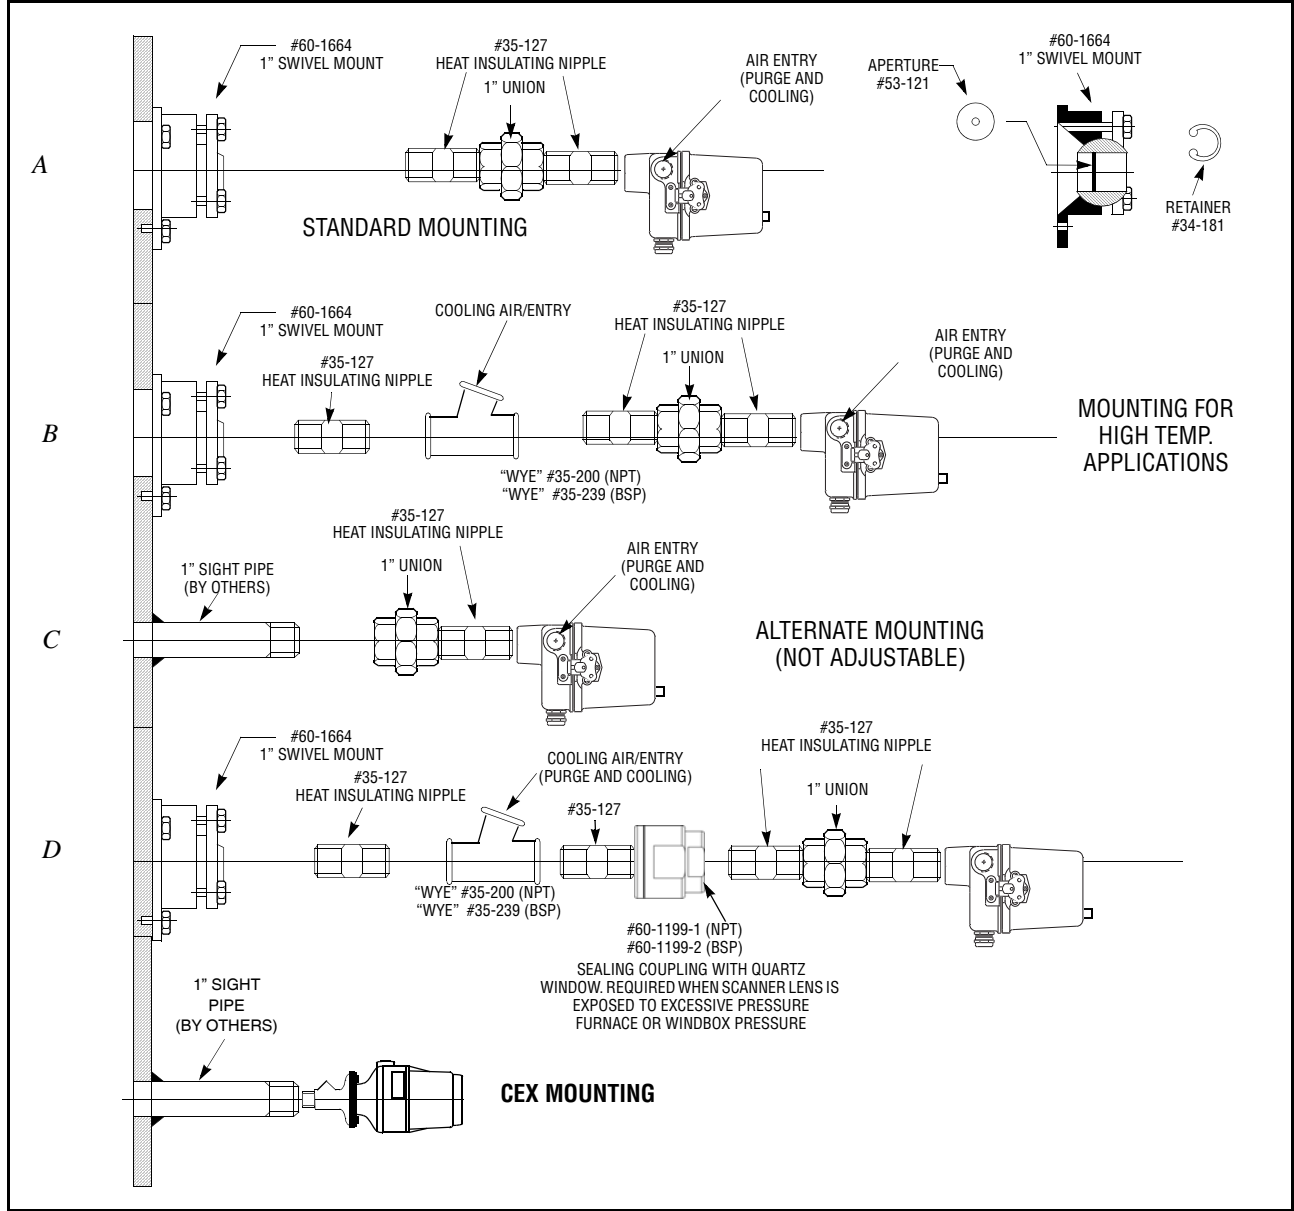 #60-1664
1” SWIVEL MOUNT
#35-127
HEAT INSULATING NIPPLE
1” UNION
AIR ENTRY
(PURGE AND
COOLING)
APERTURE
#53-121
#60-1664
1” SWIVEL MOUNT
RETAINER
#34-181
A
STANDARD MOUNTING
#60-1664
1” SWIVEL MOUNT
#35-127
HEAT INSULATING NIPPLE
COOLING AIR/ENTRY
#35-127
HEAT INSULATING NIPPLE
1” UNION
AIR ENTRY
(PURGE AND
COOLING)
B
“WYE” #35-200 (NPT)
“WYE” #35-239 (BSP)
MOUNTING FOR
HIGH TEMP.
APPLICATIONS
1” SIGHT PIPE
(BY OTHERS)
#35-127
HEAT INSULATING NIPPLE
1” UNION
AIR ENTRY
(PURGE AND
COOLING)
C
ALTERNATE MOUNTING
(NOT ADJUSTABLE)
#60-1664
1” SWIVEL MOUNT
#35-127
HEAT INSULATING NIPPLE
COOLING AIR/ENTRY
(PURGE AND COOLING)
#35-127
#35-127
HEAT INSULATING NIPPLE
1” UNION
D
“WYE” #35-200 (NPT)
“WYE” #35-239 (BSP)
#60-1199-1 (NPT)
#60-1199-2 (BSP)
SEALING COUPLING WITH QUARTZ
WINDOW. REQUIRED WHEN SCANNER LENS IS
EXPOSED TO EXCESSIVE PRESSURE
FURNACE OR WINDBOX PRESSURE
1” SIGHT
PIPE
(BY OTHERS)
CEX MOUNTING